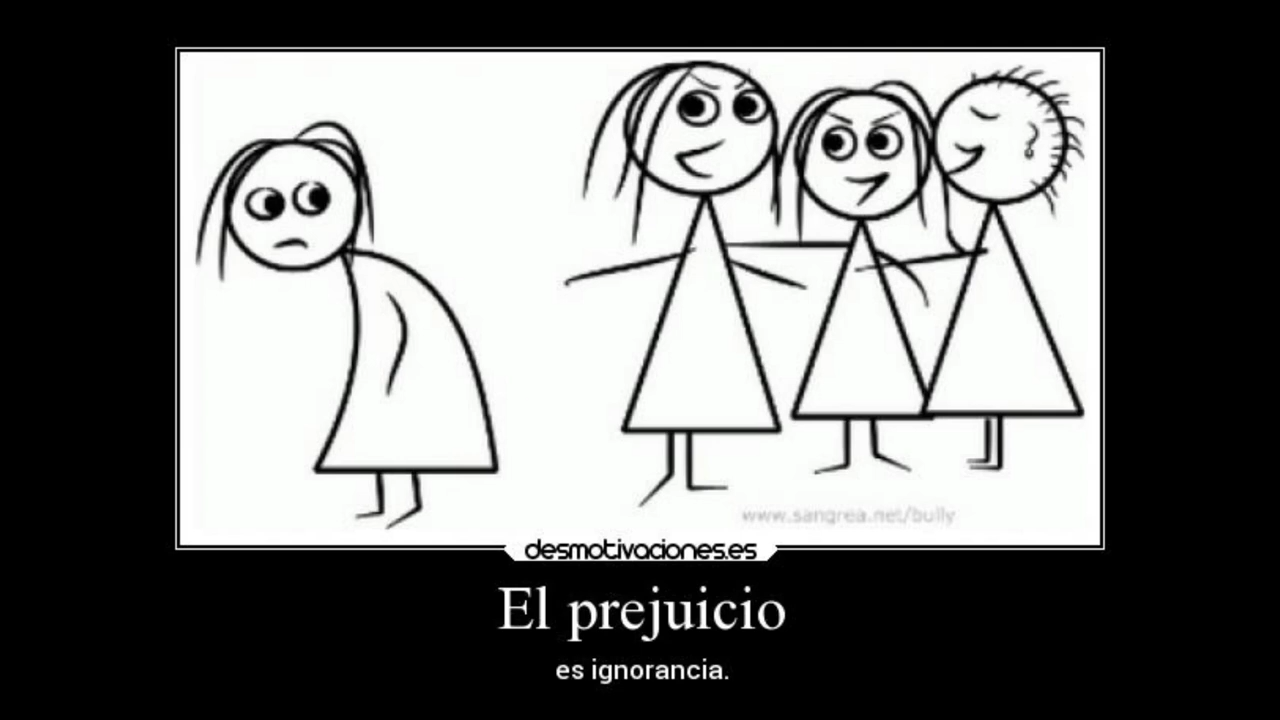 www.sangrea.net/bully
desmotivaciones.es
El prejuicio
es ignorancia.